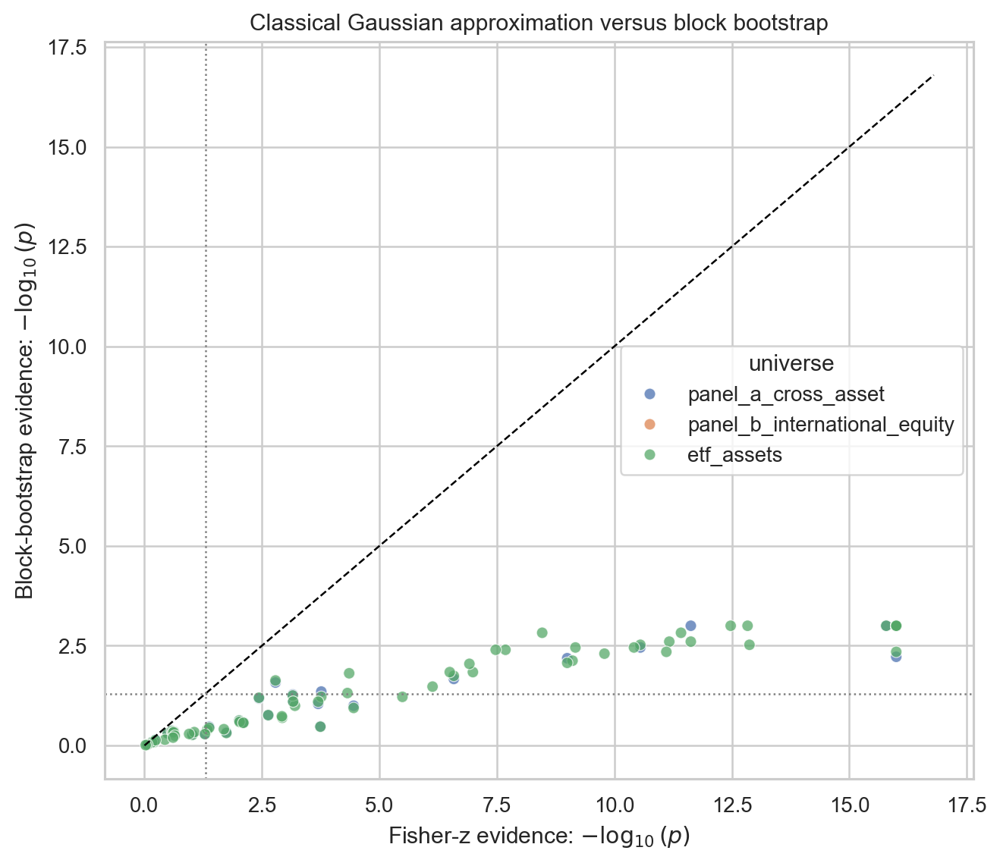 Classical Gaussian approximation versus block bootstrap
Block-bootstrap evidence: −log₁₀ (p)
17.5
15.0
12.5
10.0
7.5
5.0
2.5
0.0
universe
panel_a_cross_asset
panel_b_international_equity
etf_assets
0.0 2.5 5.0 7.5 10.0 12.5 15.0 17.5
Fisher-z evidence: −log₁₀ (p)